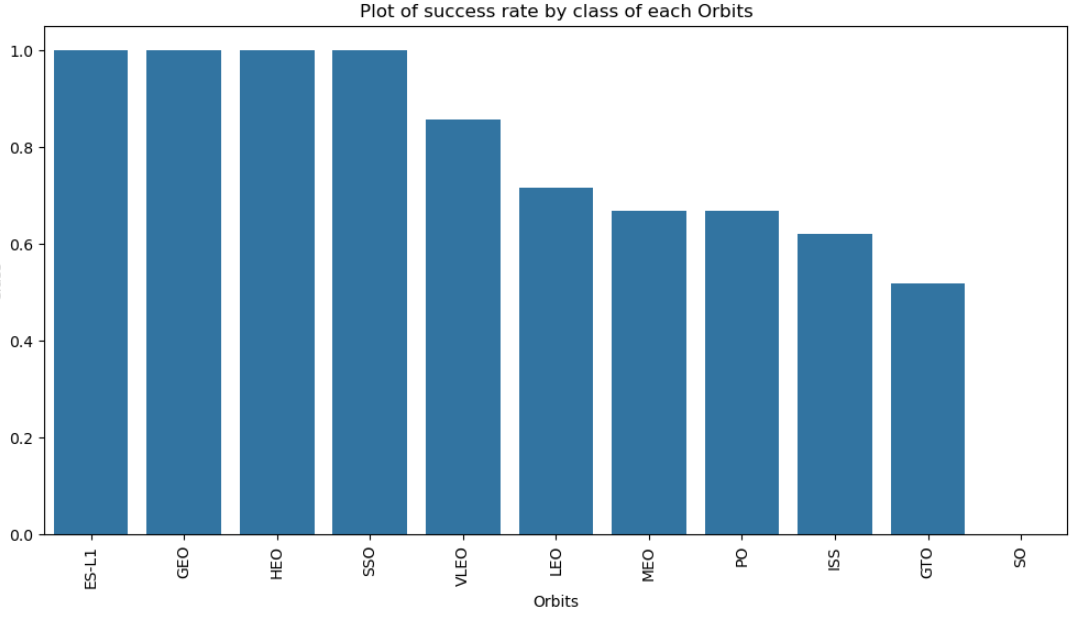 Plot of success rate by class of each Orbits
1.0
0.8
0.6
0.4
0.2
0.0
ES-L1
GEO
HEO
SSO
VLEO
LEO
MEO
PO
ISS
GTO
SO
Orbits